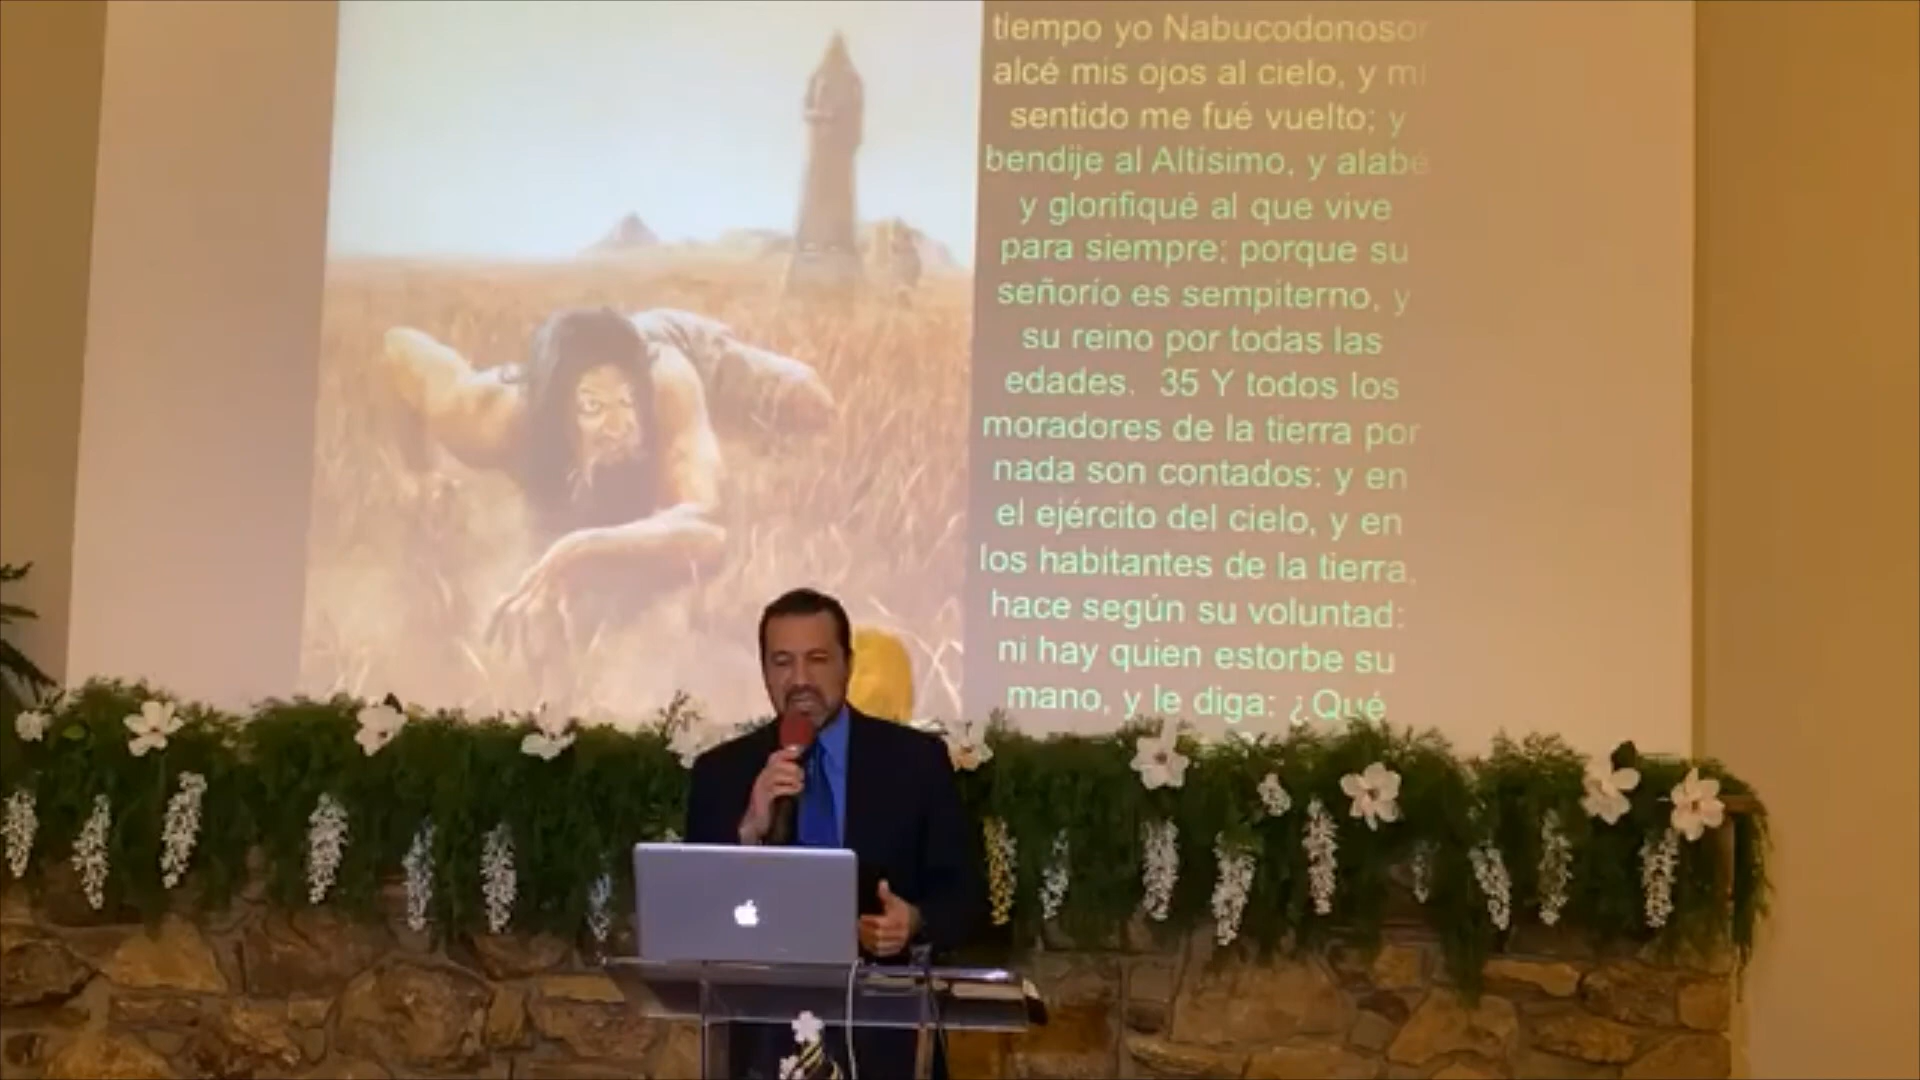 tiempo yo Nabucodonosor
alcé mis ojos al cielo, y mi
sentido me fué vuelto; y
bendije al Altísimo, y alabé
y glorifiqué al que vive
para siempre; porque su
señorío es sempiterno, y
su reino por todas las
edades. 35 Y todos los
moradores de la tierra por
nada son contados: y en
el ejército del cielo, y en
los habitantes de la tierra,
hace según su voluntad:
ni hay quien estorbe su
mano, y le diga: ¿Qué